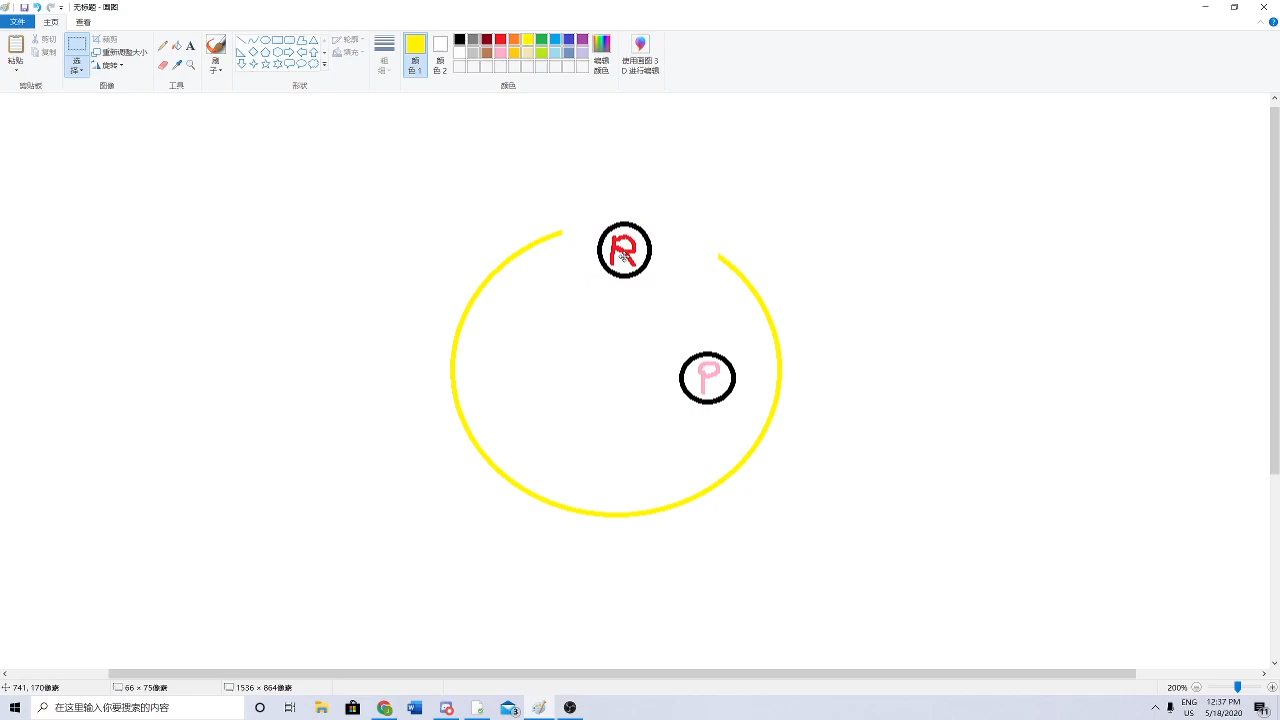 无标题 - 画图
文件 主页 查看
粘贴 剪切 复制
选择 裁剪 重新调整大小 旋转
刷子
轮廓 填充
粗细
颜色 1
颜色 2
编辑颜色
使用画图 3D 进行编辑
剪贴板 图像 工具 形状 颜色
R
P
741, 170像素 66 × 75像素 1536 × 864像素 200%
在这里输入你要搜索的内容
3
ENG 12:37 PM
US 5/18/2020